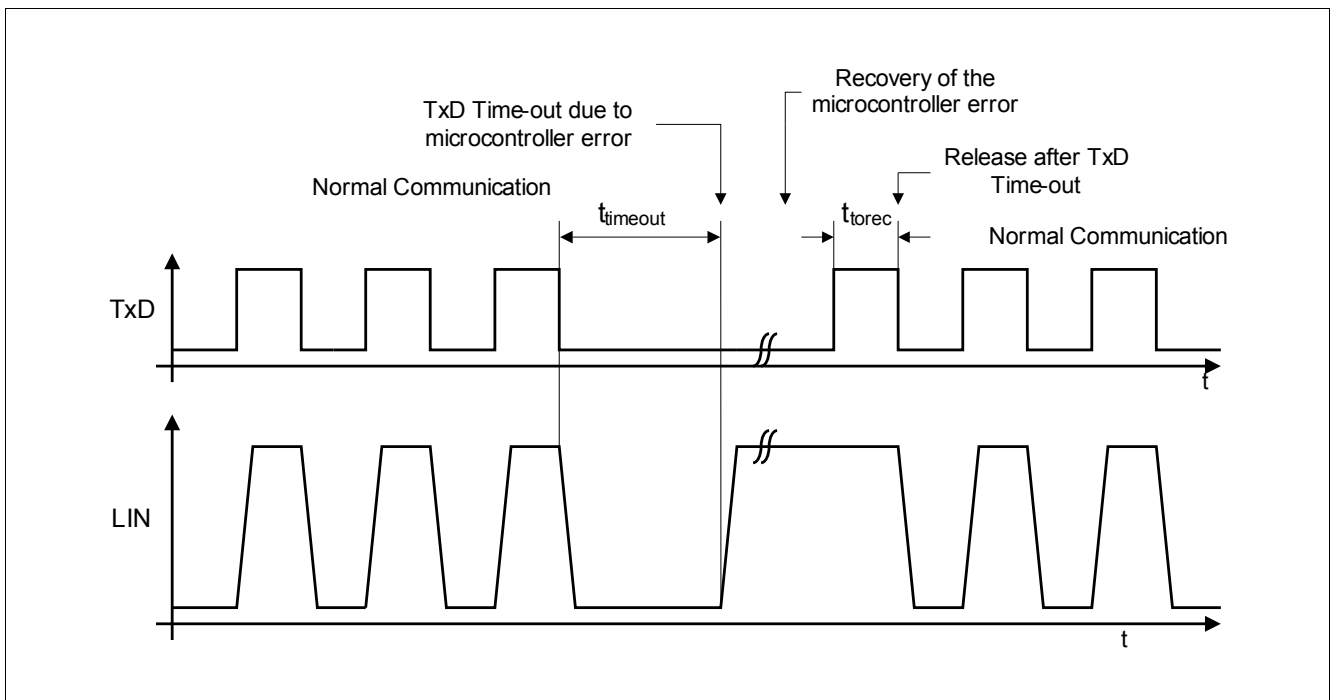 Recovery of the
microcontroller error
TxD Time-out due to
microcontroller error
Release after TxD
Time-out
Normal Communication
ttimeout
ttorec
Normal Communication
TxD
t
LIN
t